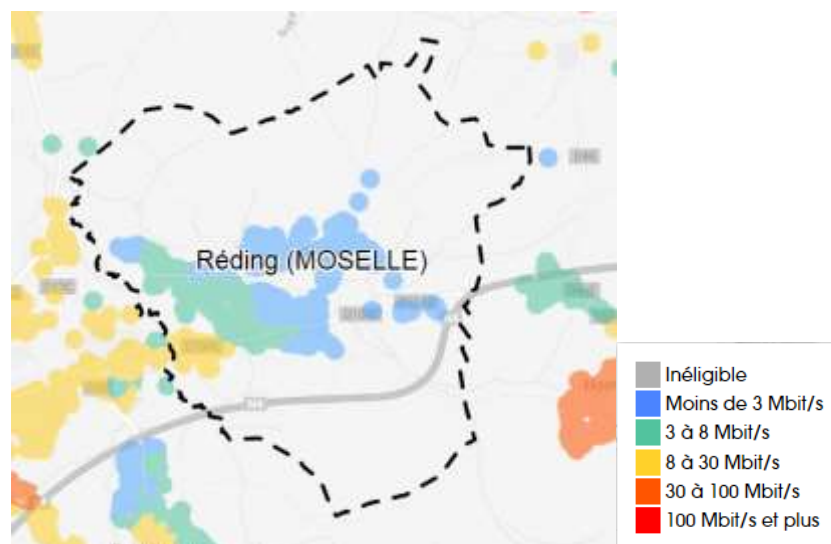 Réding (MOSELLE)
Inéligible
Moins de 3 Mbit/s
3 à 8 Mbit/s
8 à 30 Mbit/s
30 à 100 Mbit/s
100 Mbit/s et plus